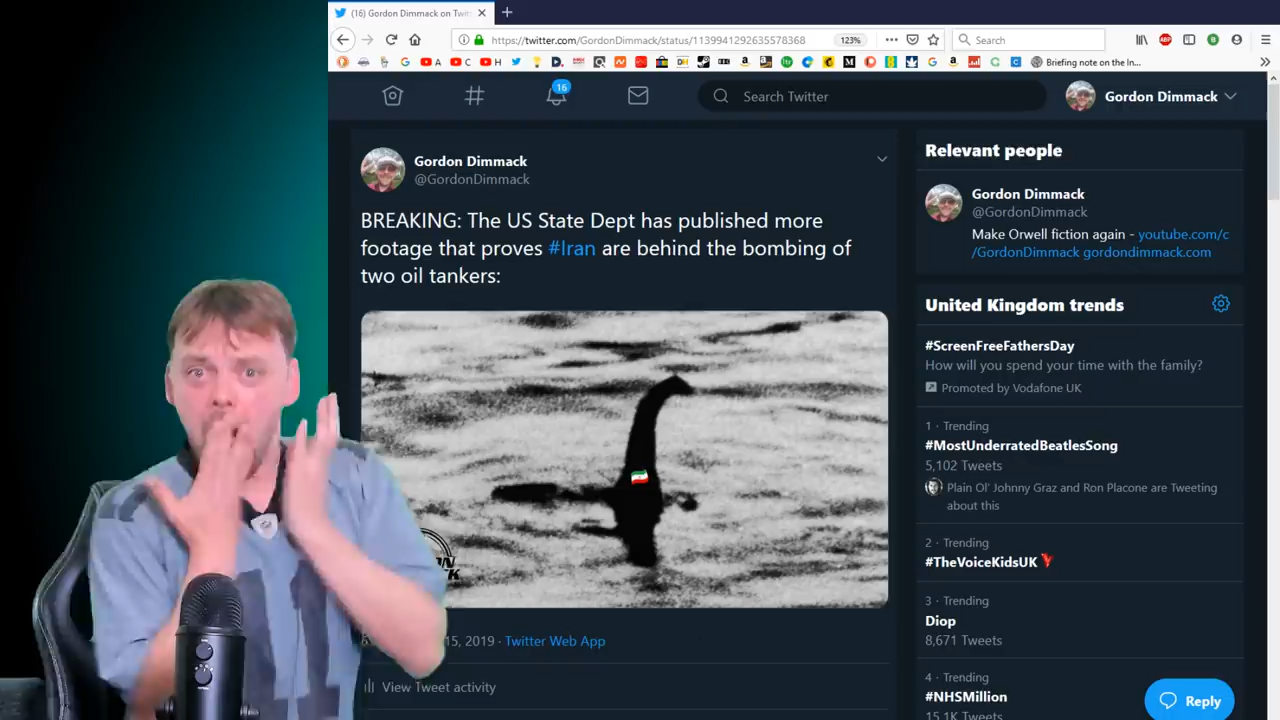 (16) Gordon Dimmack on Twit
https://twitter.com/GordonDimmack/status/1139941292635578368
123%
Search
Briefing note on the In...
16
Search Twitter
Gordon Dimmack
Gordon Dimmack
@GordonDimmack
BREAKING: The US State Dept has published more
footage that proves #Iran are behind the bombing of
two oil tankers:
15, 2019 · Twitter Web App
View Tweet activity
Relevant people
Gordon Dimmack
@GordonDimmack
Make Orwell fiction again - youtube.com/c
/GordonDimmack gordondimmack.com
United Kingdom trends
#ScreenFreeFathersDay
How will you spend your time with the family?
Promoted by Vodafone UK
1 · Trending
#MostUnderratedBeatlesSong
5,102 Tweets
Plain Ol' Johnny Graz and Ron Placone are Tweeting
about this
2 · Trending
#TheVoiceKidsUK
3 · Trending
Diop
8,671 Tweets
4 · Trending
#NHSMillion
15.1K Tweets
Reply